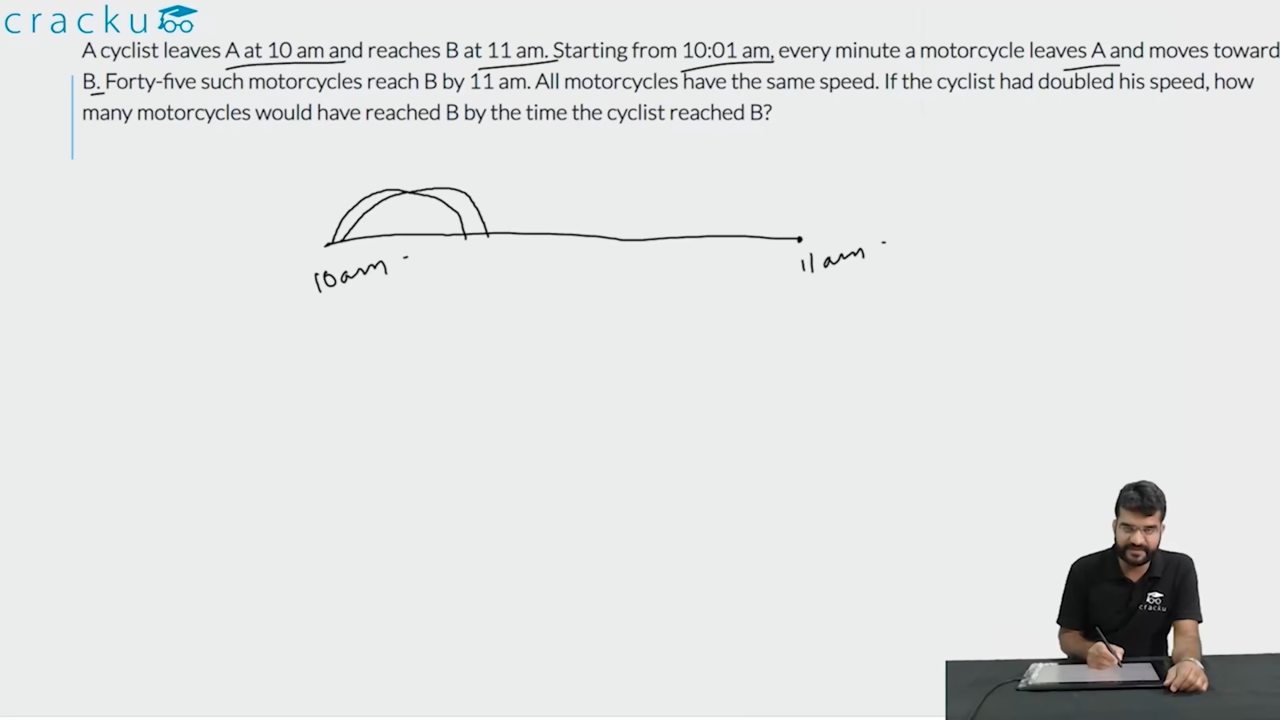 cracku
A cyclist leaves A at 10 am and reaches B at 11 am. Starting from 10:01 am, every minute a motorcycle leaves A and moves toward
B. Forty-five such motorcycles reach B by 11 am. All motorcycles have the same speed. If the cyclist had doubled his speed, how
many motorcycles would have reached B by the time the cyclist reached B?
10am
11am
cracku